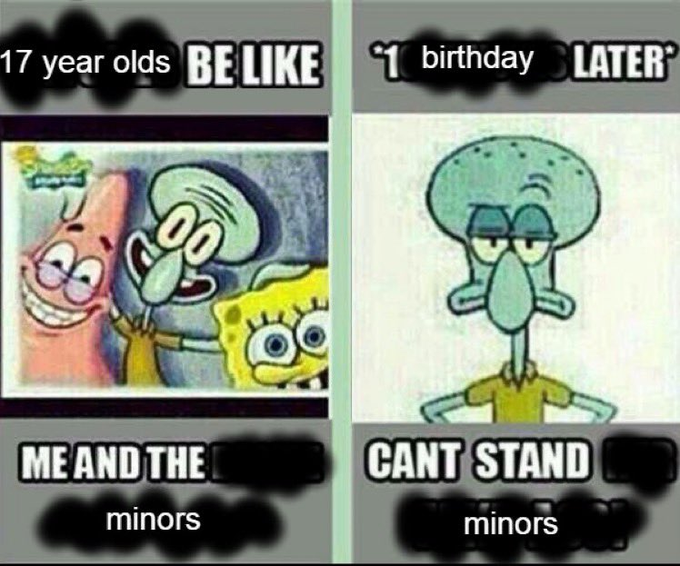 17 year olds BE LIKE
*1 birthday LATER*
ME AND THE
minors
CANT STAND
minors